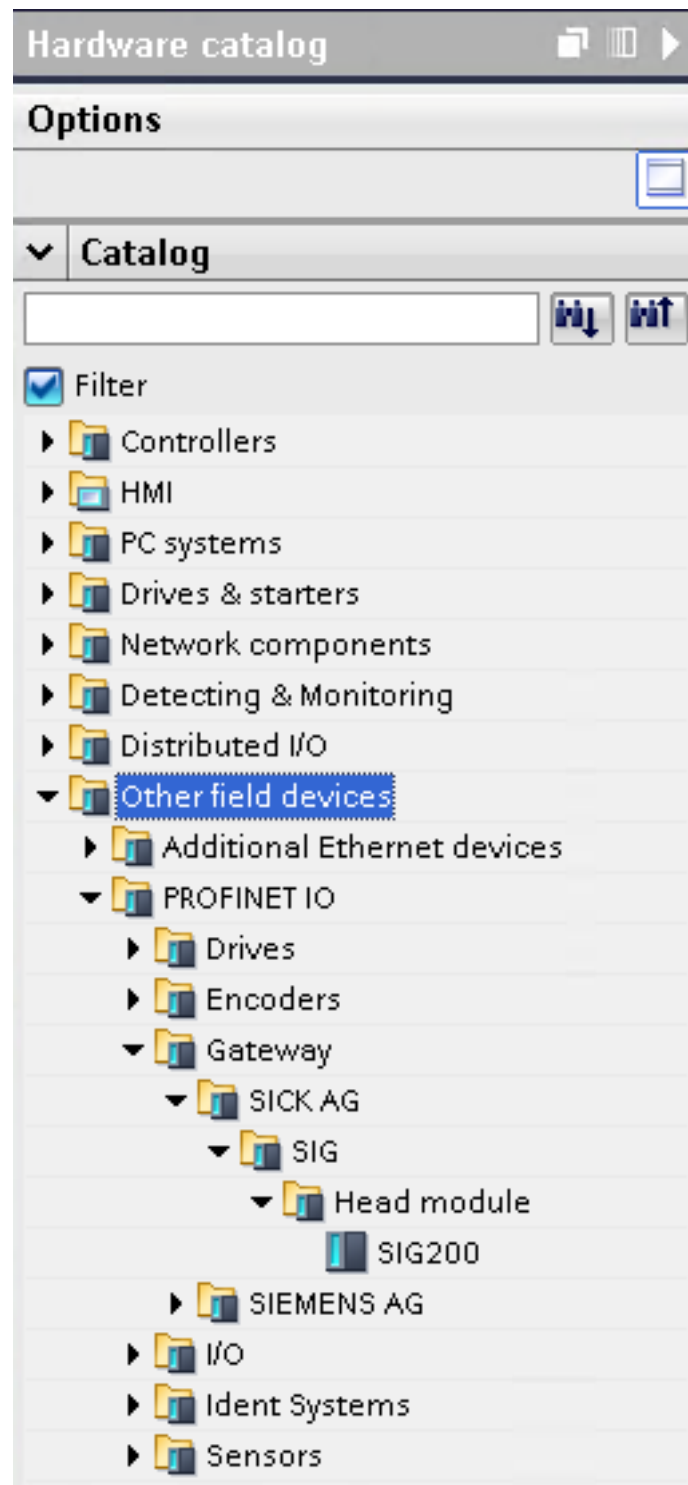 Hardware catalog
Options
Catalog
Filter
Controllers
HMI
PC systems
Drives & starters
Network components
Detecting & Monitoring
Distributed I/O
Other field devices
Additional Ethernet devices
PROFINET IO
Drives
Encoders
Gateway
SICK AG
SIG
Head module
SIG200
SIEMENS AG
I/O
Ident Systems
Sensors